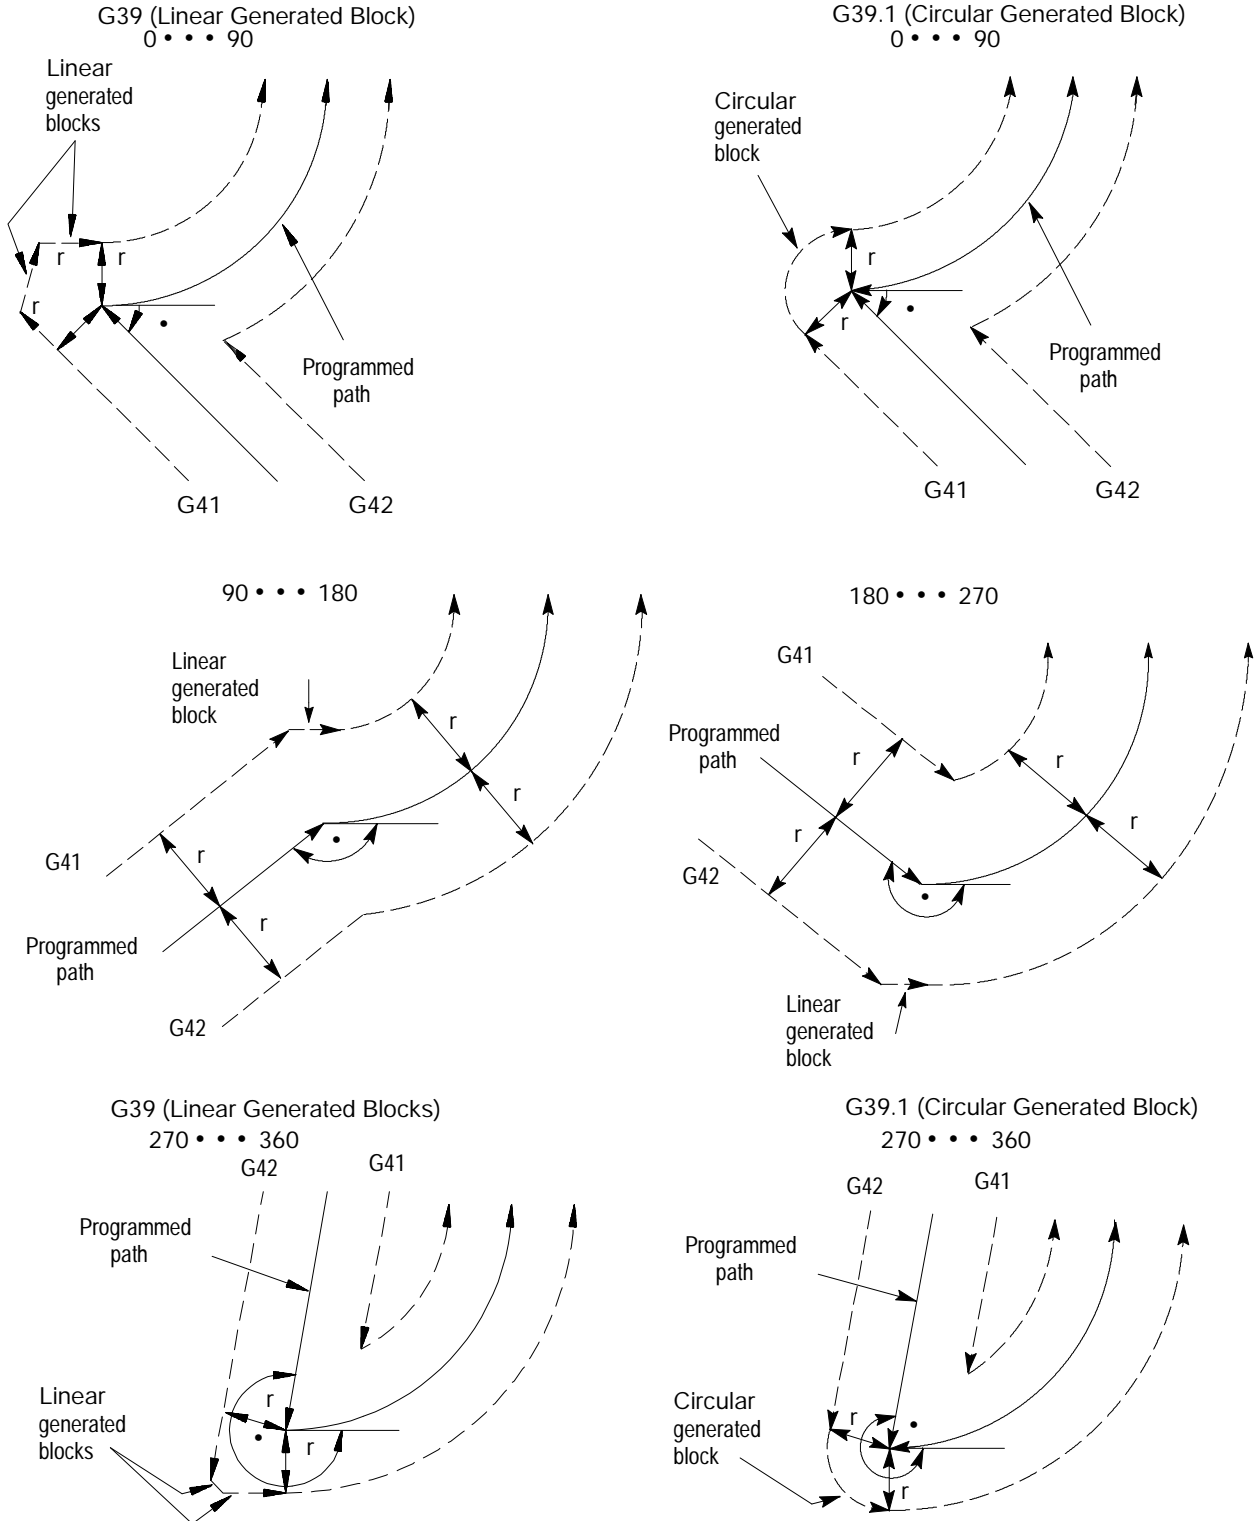 G39 (Linear Generated Block)
0 • • • 90
Linear
generated
blocks
r
r
r
•
Programmed
path
G41
G42
G39.1 (Circular Generated Block)
0 • • • 90
Circular
generated
block
r
r
•
Programmed
path
G41
G42
90 • • • 180
Linear
generated
block
r
r
•
G41
r
r
Programmed
path
G42
180 • • • 270
G41
Programmed
path
r
r
r
r
G42
•
Linear
generated
block
G39 (Linear Generated Blocks)
270 • • • 360
G42
G41
Programmed
path
r
•
r
Linear
generated
blocks
G39.1 (Circular Generated Block)
270 • • • 360
G42
G41
Programmed
path
r
•
r
Circular
generated
block